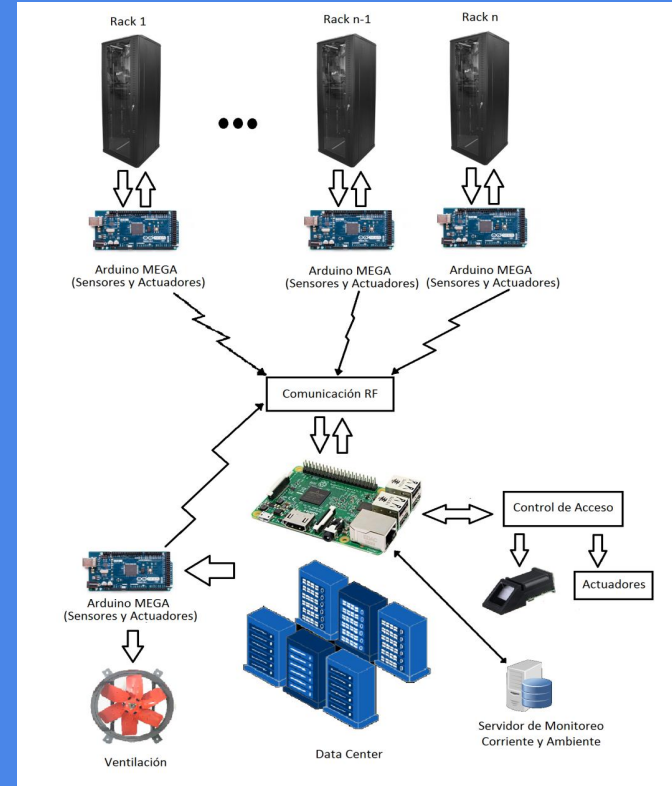 Rack 1
Rack n-1
Rack n
Arduino MEGA
(Sensores y Actuadores)
Arduino MEGA
(Sensores y Actuadores)
Arduino MEGA
(Sensores y Actuadores)
Comunicación RF
Control de Acceso
Actuadores
Arduino MEGA
(Sensores y Actuadores)
Ventilación
Data Center
Servidor de Monitoreo
Corriente y Ambiente